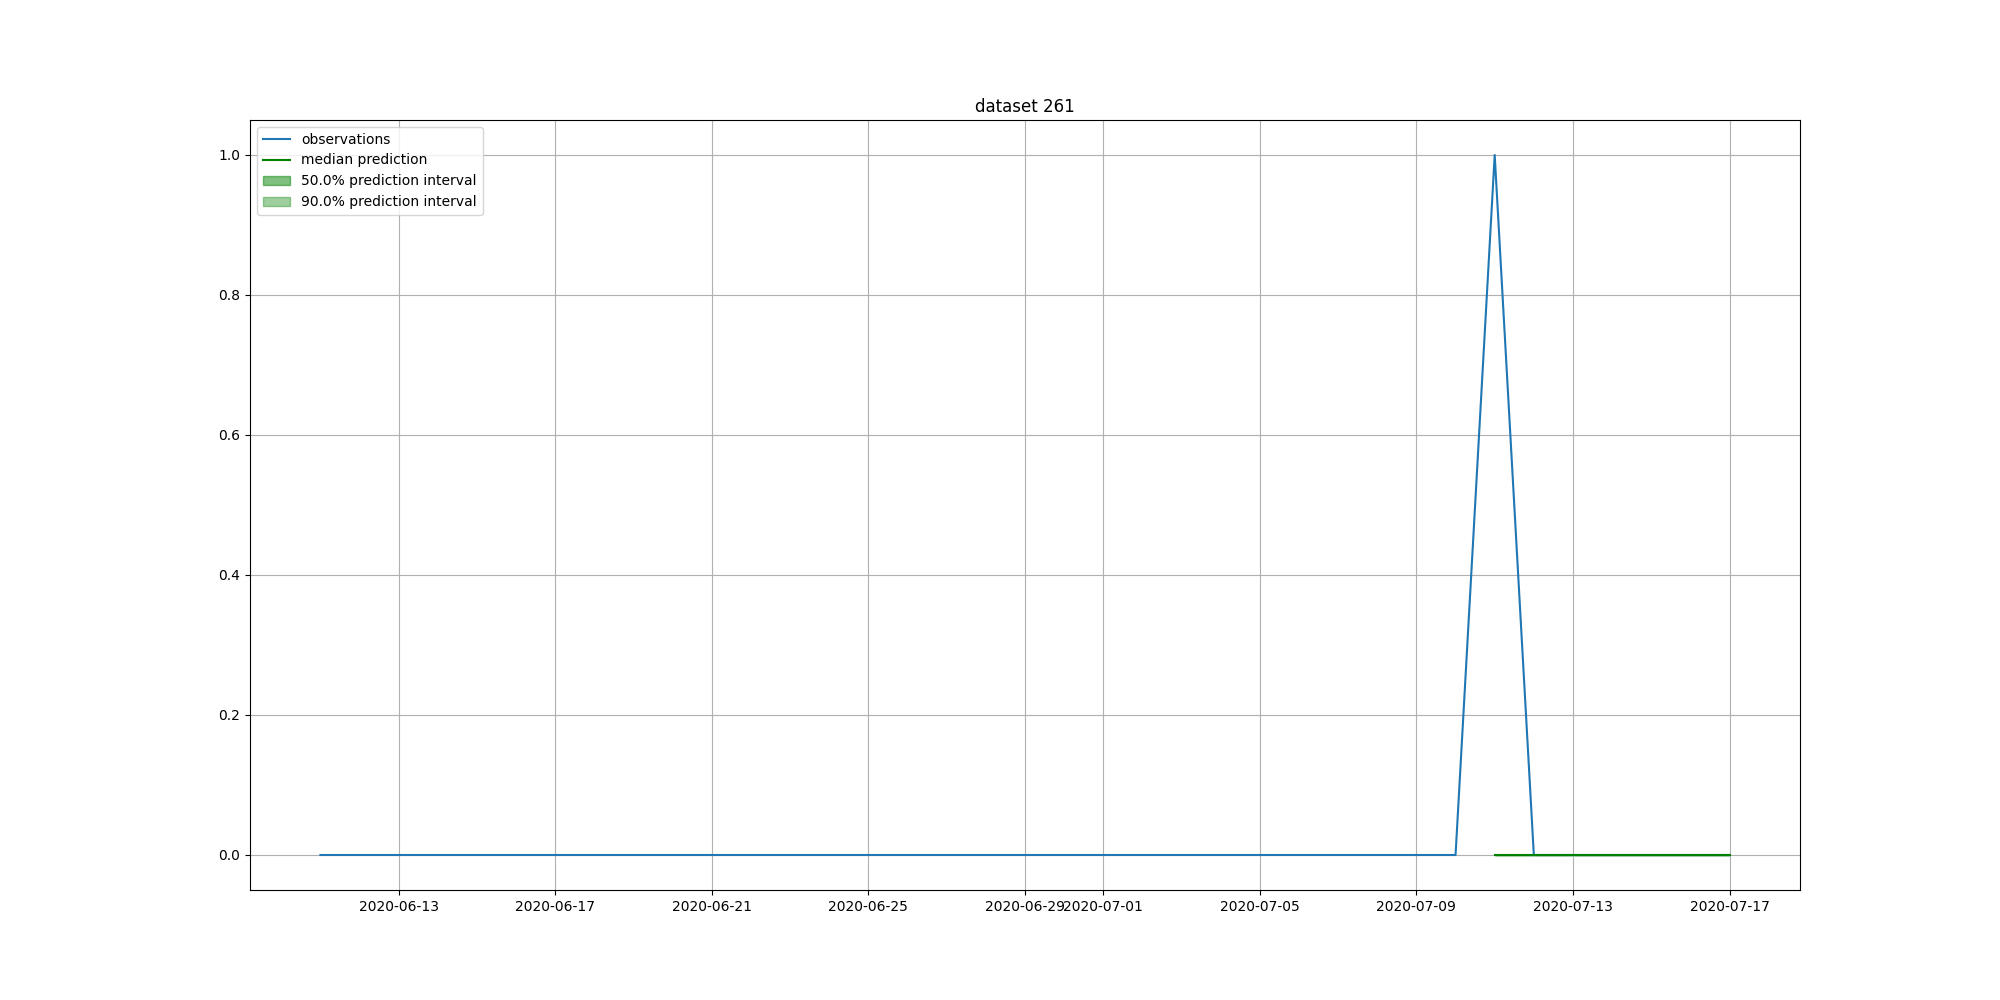 dataset 261
observations
median prediction
50.0% prediction interval
90.0% prediction interval
1.0
0.8
0.6
0.4
0.2
0.0
2020-06-13 2020-06-17 2020-06-21 2020-06-25 2020-06-29 2020-07-01 2020-07-05 2020-07-09 2020-07-13 2020-07-17